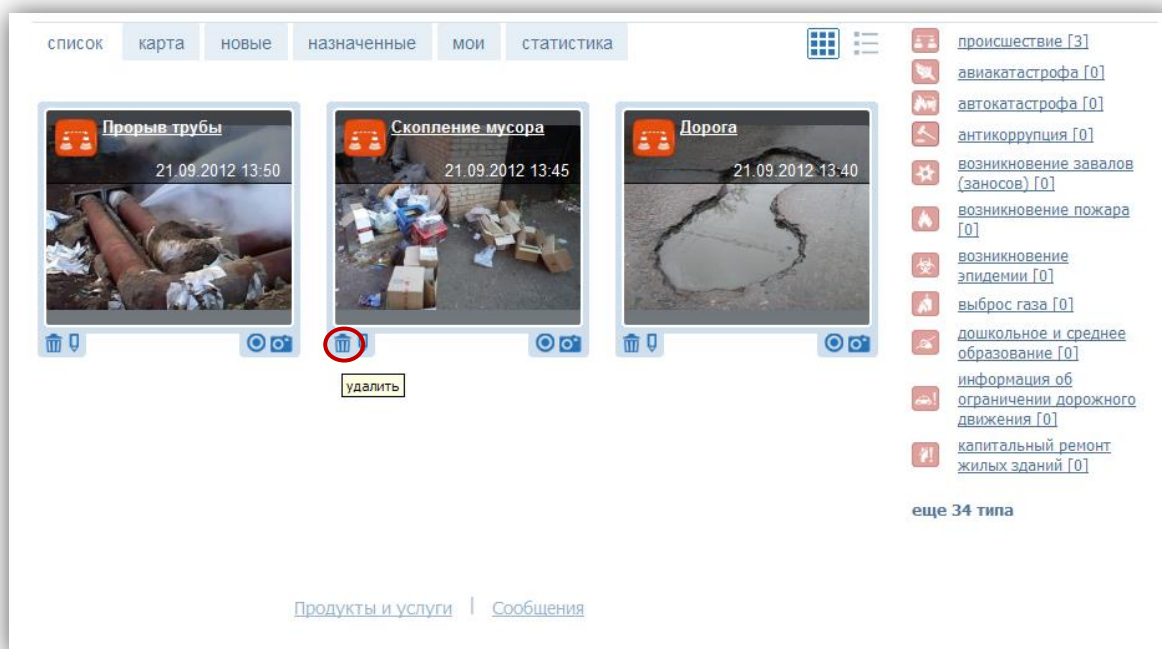 список карта новые назначенные мои статистика
Прорыв трубы
21.09.2012 13:50
Скопление мусора
21.09.2012 13:45
Дорога
21.09.2012 13:40
удалить
происшествие [3]
авиакатастрофа [0]
автокатастрофа [0]
антикоррупция [0]
возникновение завалов
(заносов) [0]
возникновение пожара
[0]
возникновение
эпидемии [0]
выброс газа [0]
дошкольное и среднее
образование [0]
информация об
ограничении дорожного
движения [0]
капитальный ремонт
жилых зданий [0]
еще 34 типа
Продукты и услуги | Сообщения